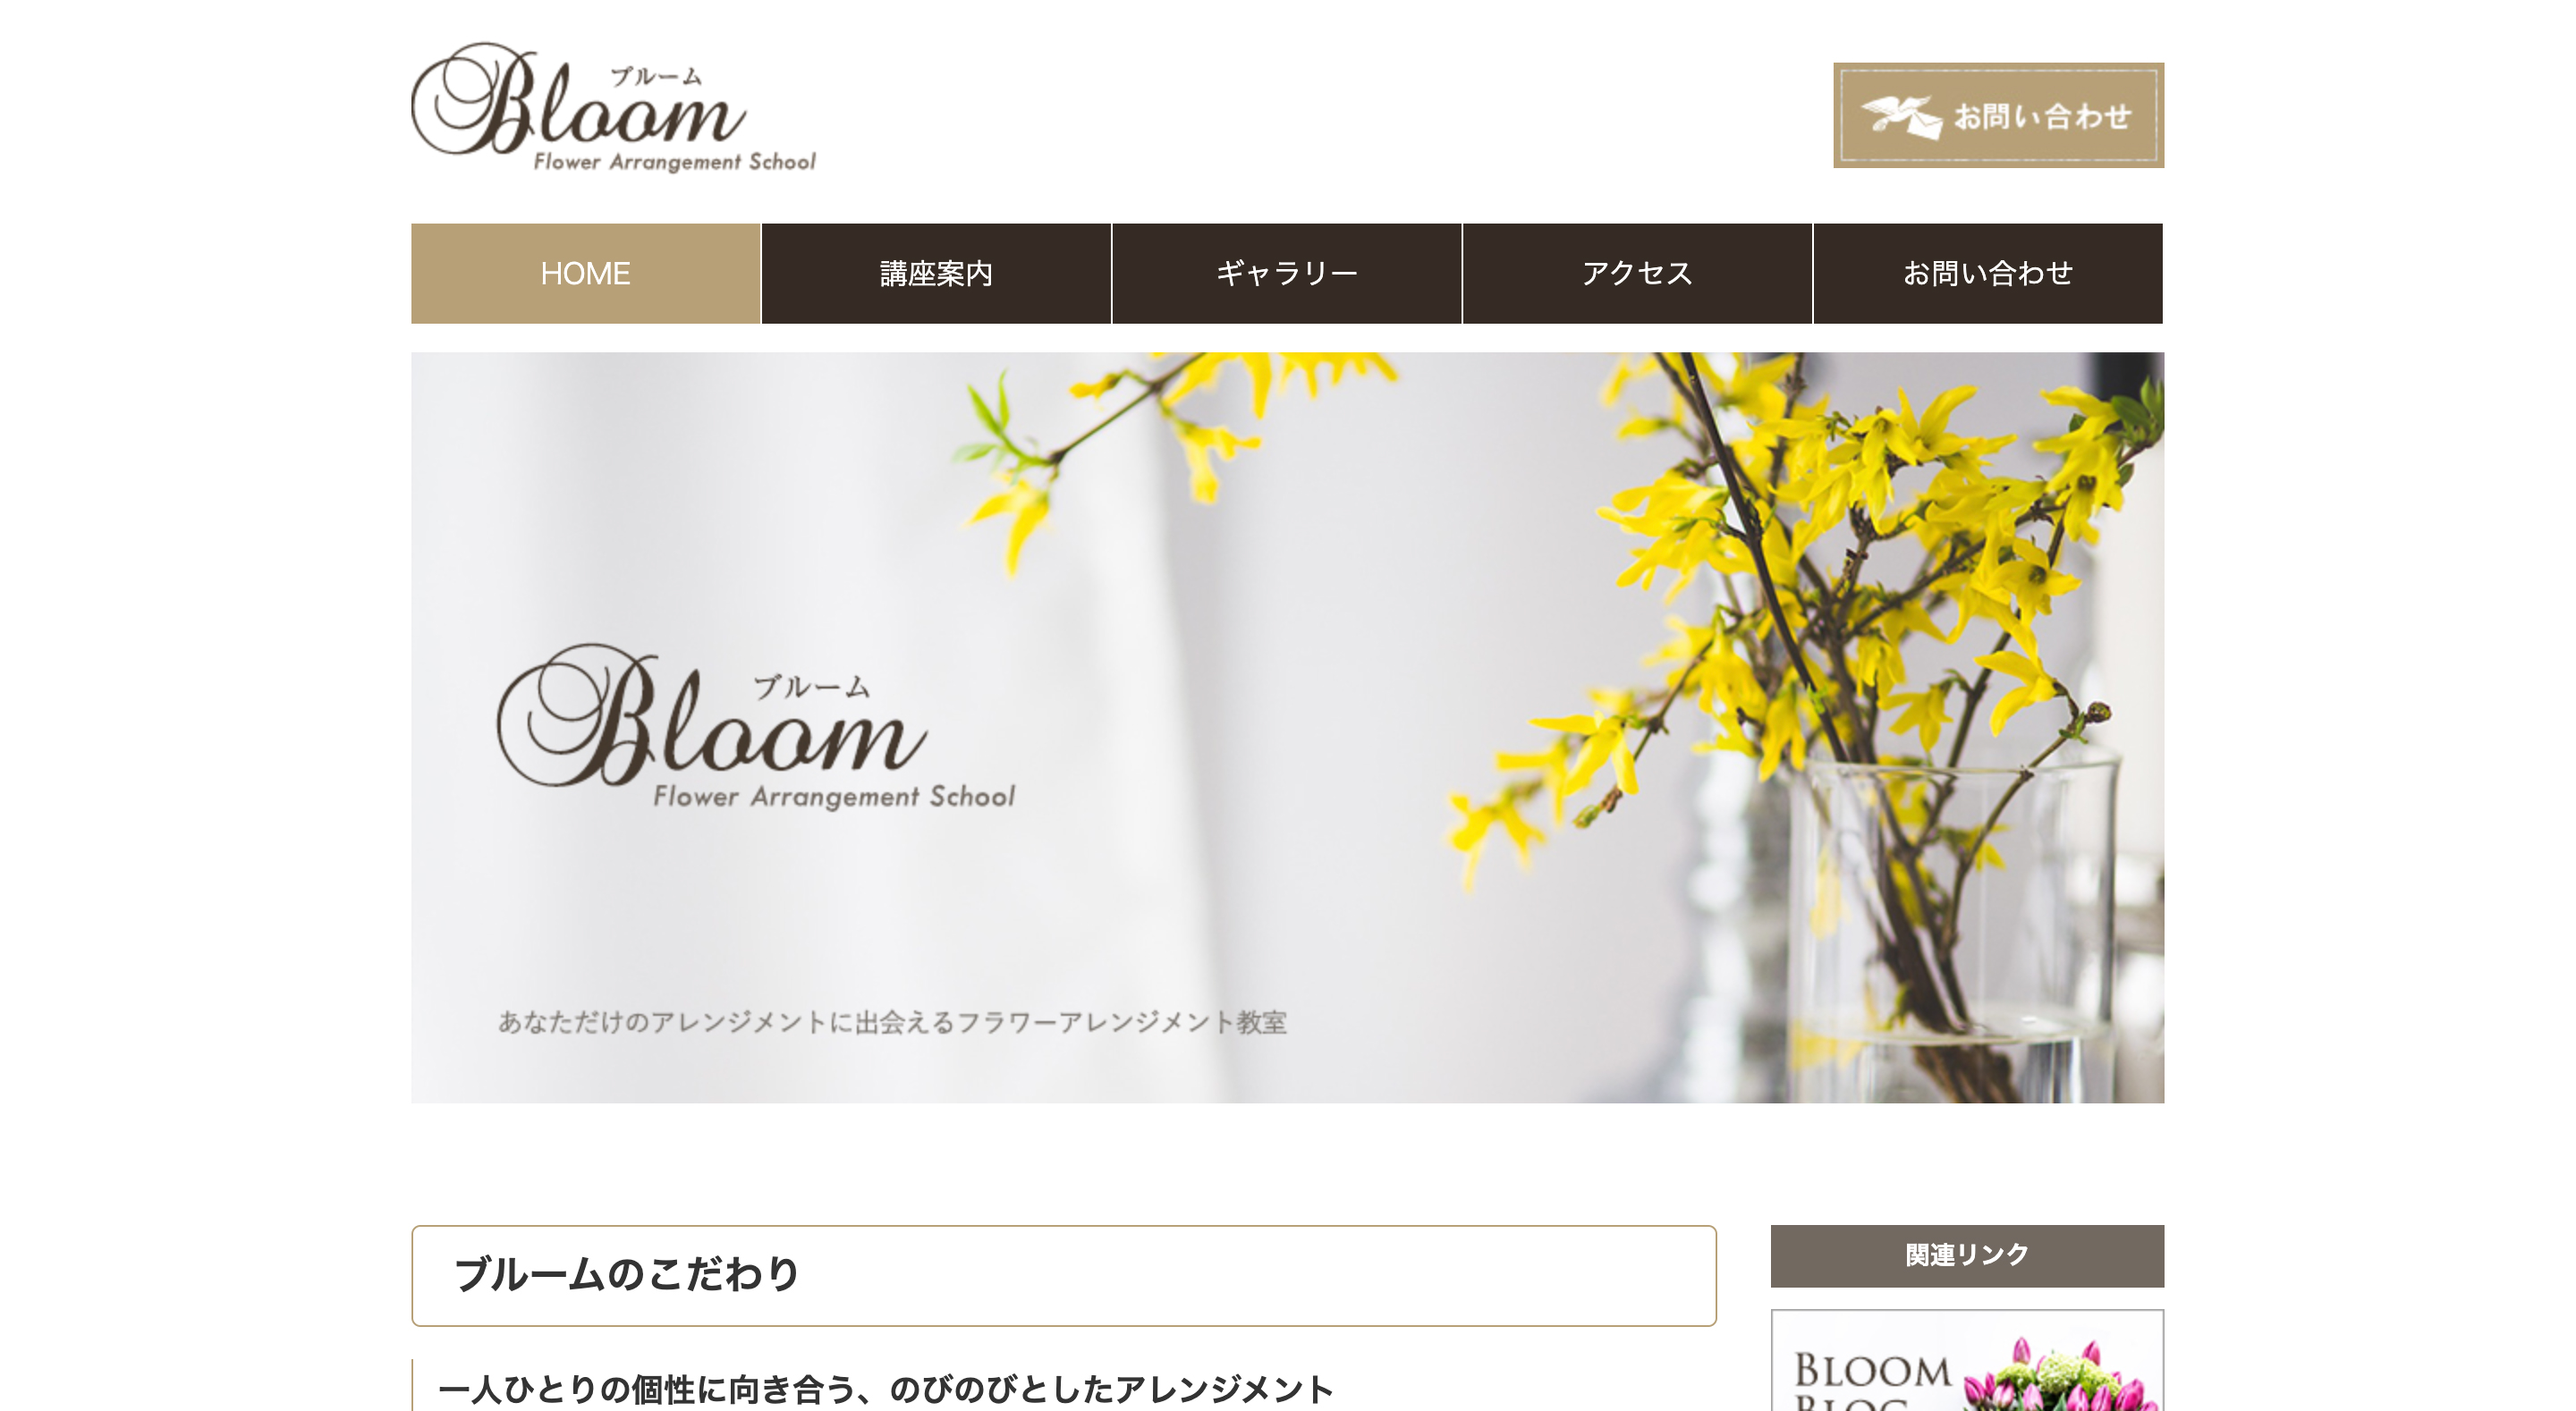 ブルーム
Bloom
Flower Arrangement School
お問い合わせ
HOME
講座案内
ギャラリー
アクセス
お問い合わせ
ブルーム
Bloom
Flower Arrangement School
あなただけのアレンジメントに出会えるフラワーアレンジメント教室
ブルームのこだわり
一人ひとりの個性に向き合う、のびのびとしたアレンジメント
関連リンク
BLOOM